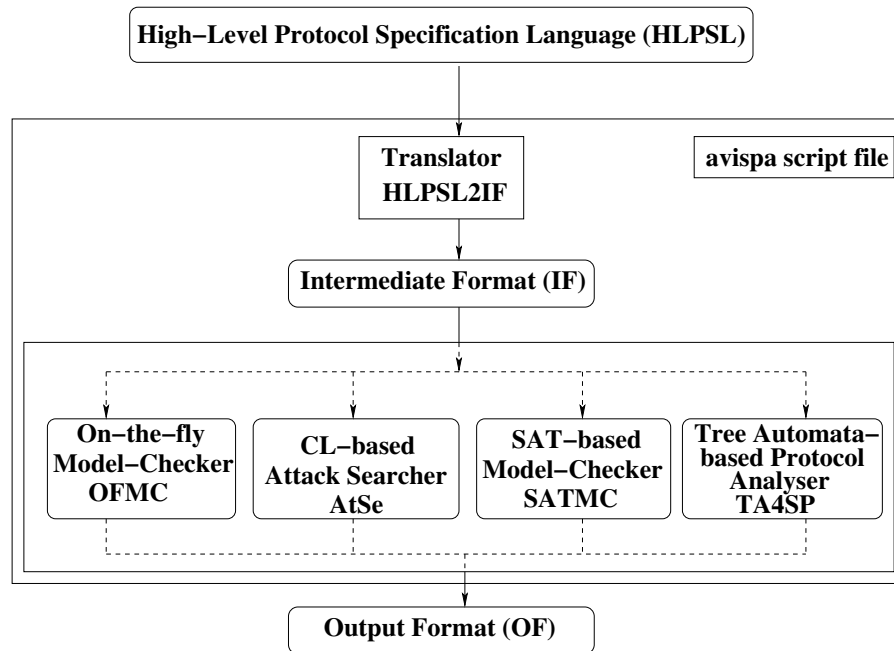 High−Level Protocol Specification Language (HLPSL)
Translator
HLPSL2IF
avispa script file
Intermediate Format (IF)
On−the−fly
Model−Checker
OFMC
CL−based
Attack Searcher
AtSe
SAT−based
Model−Checker
SATMC
Tree Automata−
based Protocol
Analyser
TA4SP
Output Format (OF)